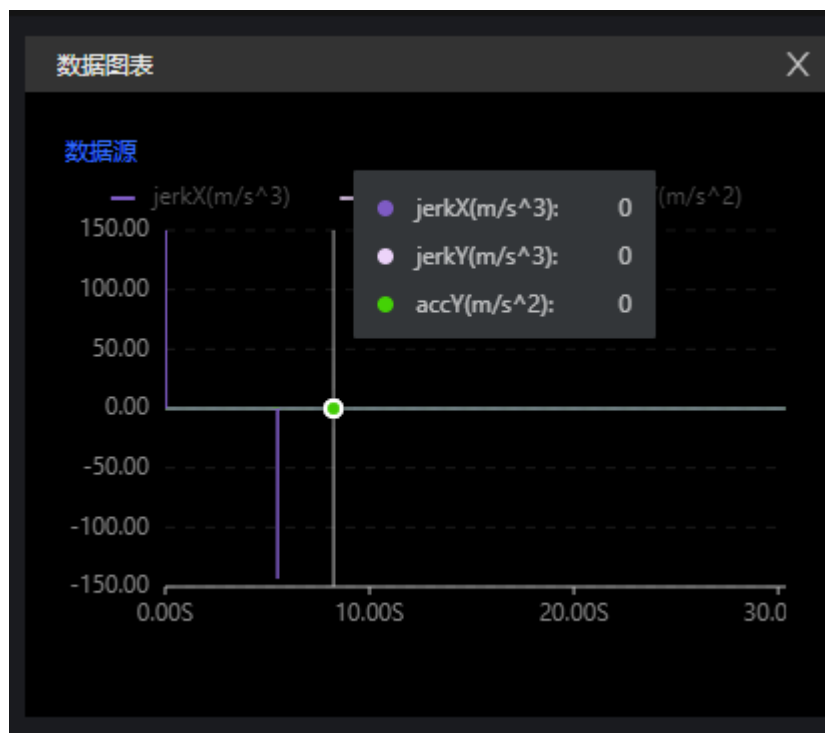 数据图表
数据源
jerkX(m/s^3)
(m/s^2)
jerkX(m/s^3): 0
jerkY(m/s^3): 0
accY(m/s^2): 0
150.00
100.00
50.00
0.00
-50.00
-100.00
-150.00
0.00S 10.00S 20.00S 30.0